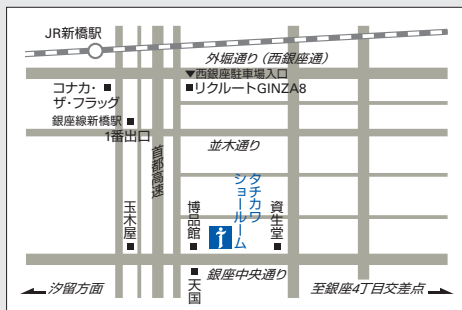 JR新橋駅
外堀通り(西銀座通)
▼西銀座駐車場入口
コナカ・
ザ・フラッグ
リクルートGINZA8
銀座線新橋駅
1番出口
首都高速
並木通り
タチカワ
ショールーム
玉木屋
博品館
資生堂
銀座中央通り
天国
汐留方面
至銀座4丁目交差点